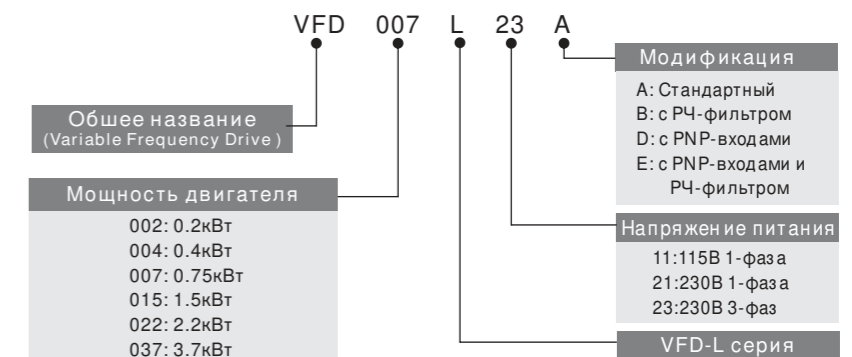 VFD 007 L 23 A
Обшее название
(Variable Frequency Drive)
Мощность двигателя
002: 0.2кВт
004: 0.4кВт
007: 0.75кВт
015: 1.5кВт
022: 2.2кВт
037: 3.7кВт
Модификация
A: Стандартный
B: с РЧ-фильтром
D: с PNP-входами
E: с PNP-входами и
РЧ-фильтром
Напряжение питания
11:115В 1-фаза
21:230В 1-фаза
23:230В 3-фаз
VFD-L серия